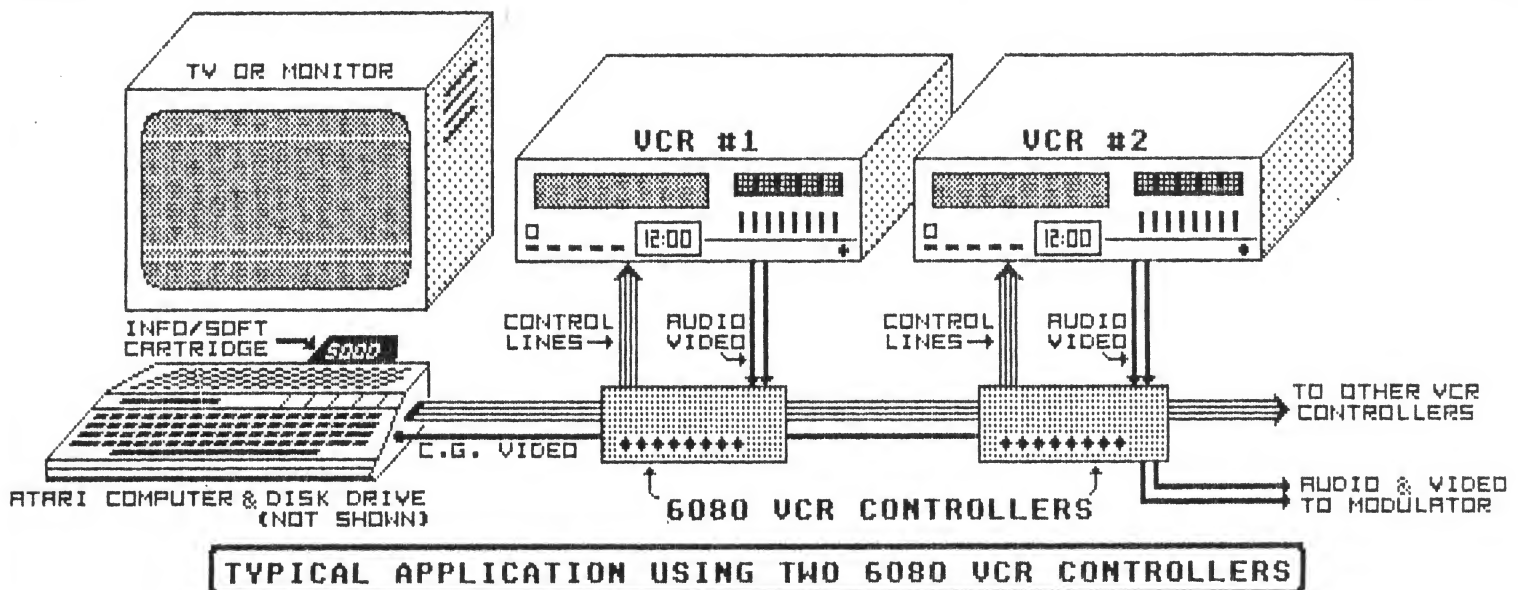 TV OR MONITOR
VCR #1
VCR #2
12:00
12:00
INFO/SOFT
CARTRIDGE
CONTROL
LINES
AUDIO
VIDEO
CONTROL
LINES
AUDIO
VIDEO
TO OTHER VCR
CONTROLLERS
C.G. VIDEO
ATARI COMPUTER & DISK DRIVE
(NOT SHOWN)
6080 VCR CONTROLLERS
AUDIO & VIDEO
TO MODULATOR
TYPICAL APPLICATION USING TWO 6080 VCR CONTROLLERS